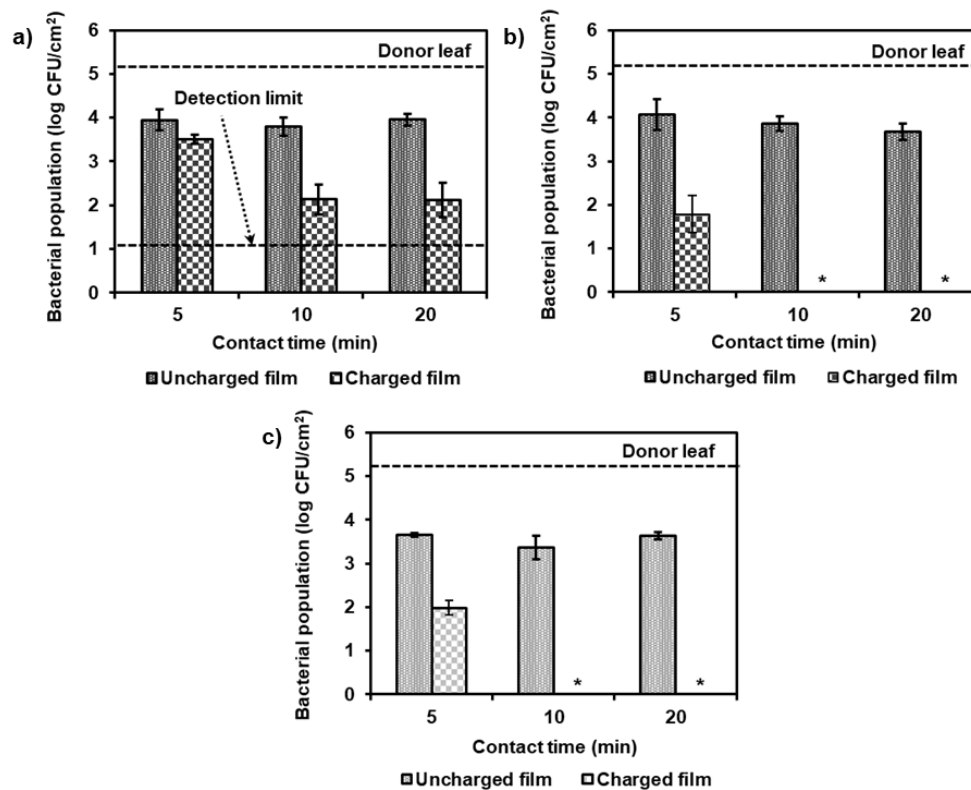 a)
Bacterial population (log CFU/cm²)
6
5
4
3
2
1
0
Donor leaf
Detection limit
5 10 20
Contact time (min)
Uncharged film Charged film
b)
Bacterial population (log CFU/cm²)
6
5
4
3
2
1
0
Donor leaf
* *
5 10 20
Contact time (min)
Uncharged film Charged film
c)
Bacterial population (log CFU/cm²)
6
5
4
3
2
1
0
Donor leaf
* *
5 10 20
Contact time (min)
Uncharged film Charged film